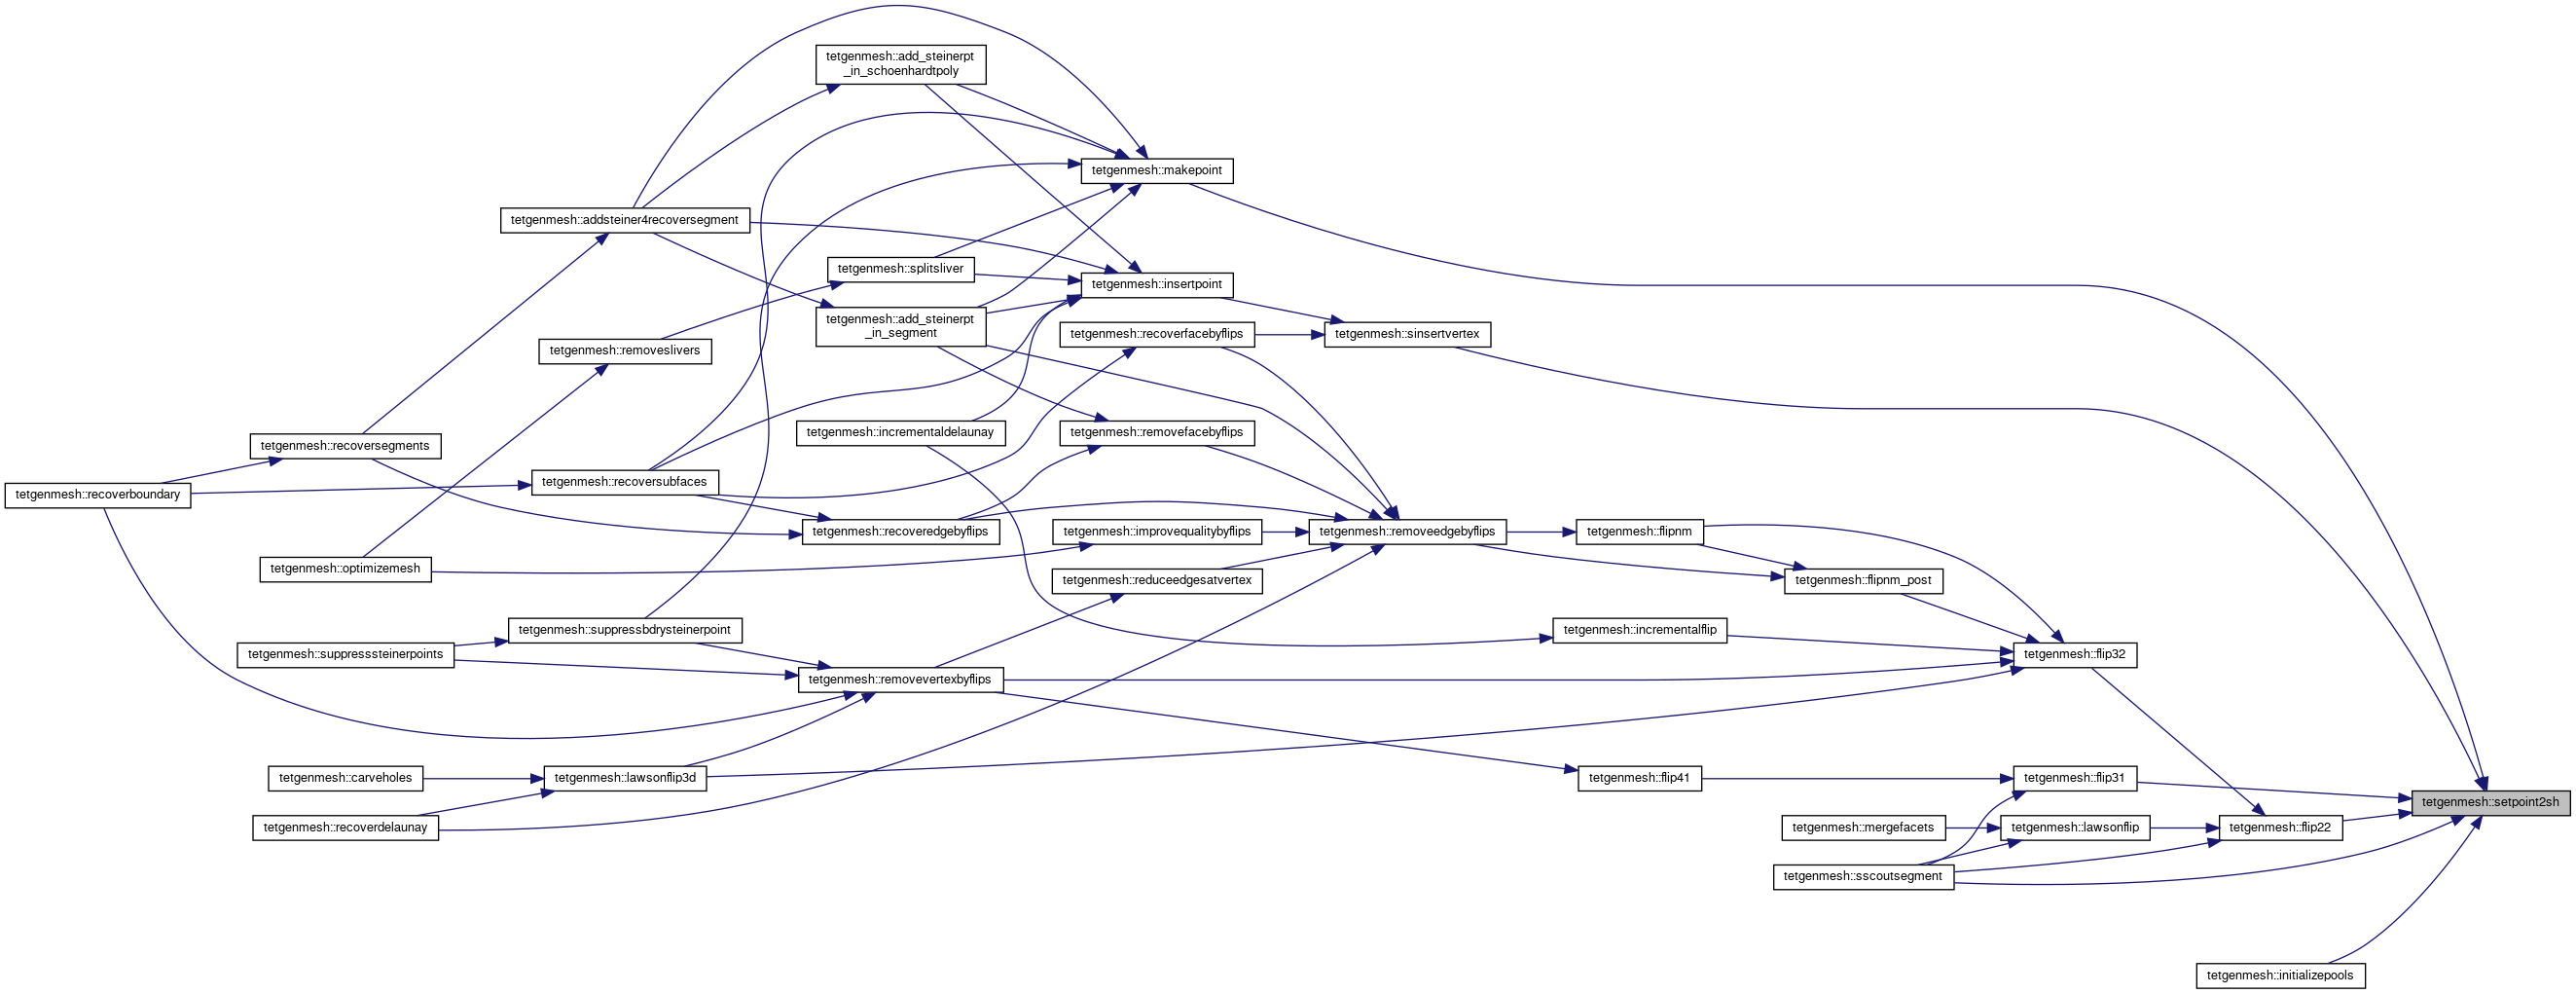 tetgenmesh::add_steinerpt
_in_schoenhardtpoly
tetgenmesh::makepoint
tetgenmesh::addsteiner4recoversegment
tetgenmesh::splitsliver
tetgenmesh::insertpoint
tetgenmesh::add_steinerpt
_in_segment
tetgenmesh::recoverfacebyflips
tetgenmesh::sinsertvertex
tetgenmesh::removeslivers
tetgenmesh::incrementaldelaunay
tetgenmesh::removefacebyflips
tetgenmesh::recoversegments
tetgenmesh::recoversubfaces
tetgenmesh::recoverboundary
tetgenmesh::recoveredgebyflips
tetgenmesh::improvequalitybyflips
tetgenmesh::removeedgebyflips
tetgenmesh::flipnm
tetgenmesh::optimizemesh
tetgenmesh::reduceedgesatvertex
tetgenmesh::flipnm_post
tetgenmesh::suppressbdrysteinerpoint
tetgenmesh::incrementalflip
tetgenmesh::suppresssteinerpoints
tetgenmesh::flip32
tetgenmesh::removevertexbyflips
tetgenmesh::carveholes
tetgenmesh::lawsonflip3d
tetgenmesh::flip41
tetgenmesh::flip31
tetgenmesh::setpoint2sh
tetgenmesh::recoverdelaunay
tetgenmesh::mergefacets
tetgenmesh::lawsonflip
tetgenmesh::flip22
tetgenmesh::sscoutsegment
tetgenmesh::initializepools